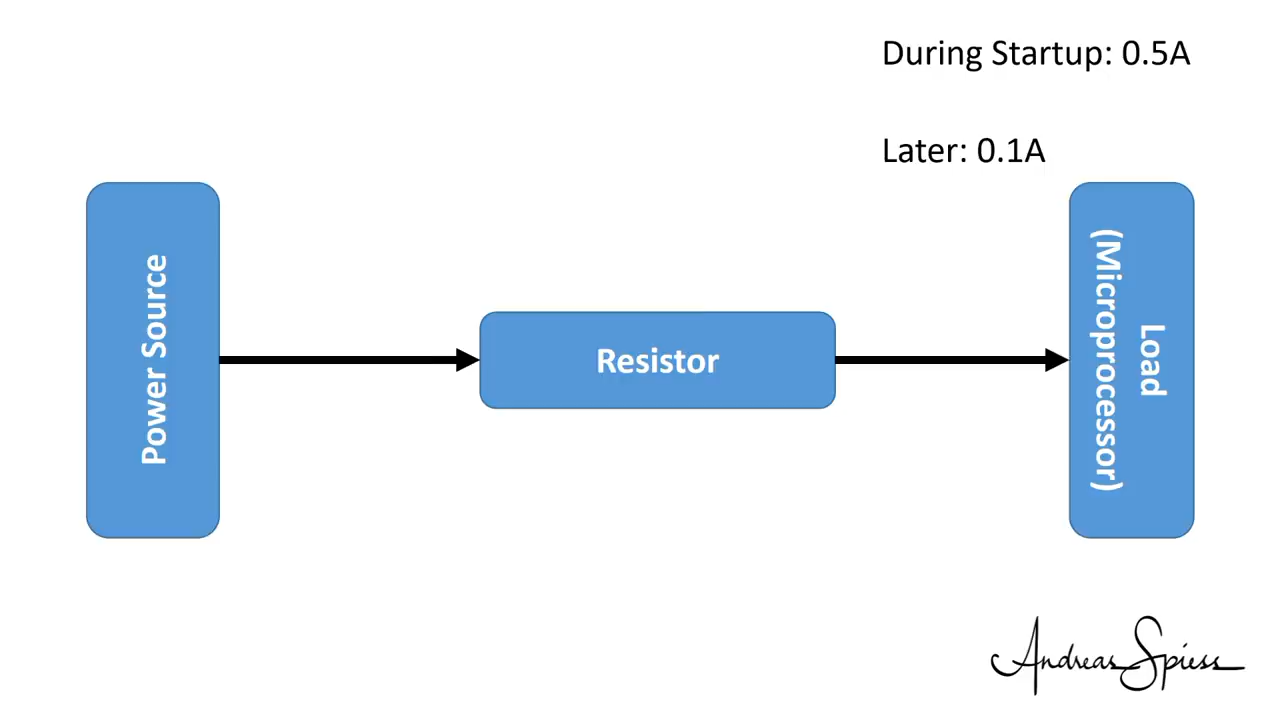 During Startup: 0.5A
Later: 0.1A
Power Source
Resistor
Load
(Microprocessor)
Andreas Spiess